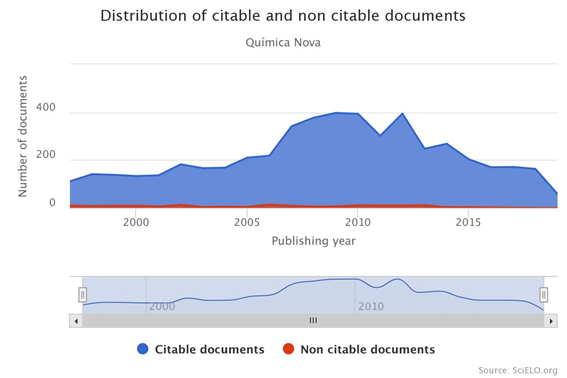 Distribution of citable and non citable documents
Química Nova
Number of documents
400
200
0
2000
2005
2010
2015
Publishing year
2000
2010
Citable documents
Non citable documents
Source: SciELO.org